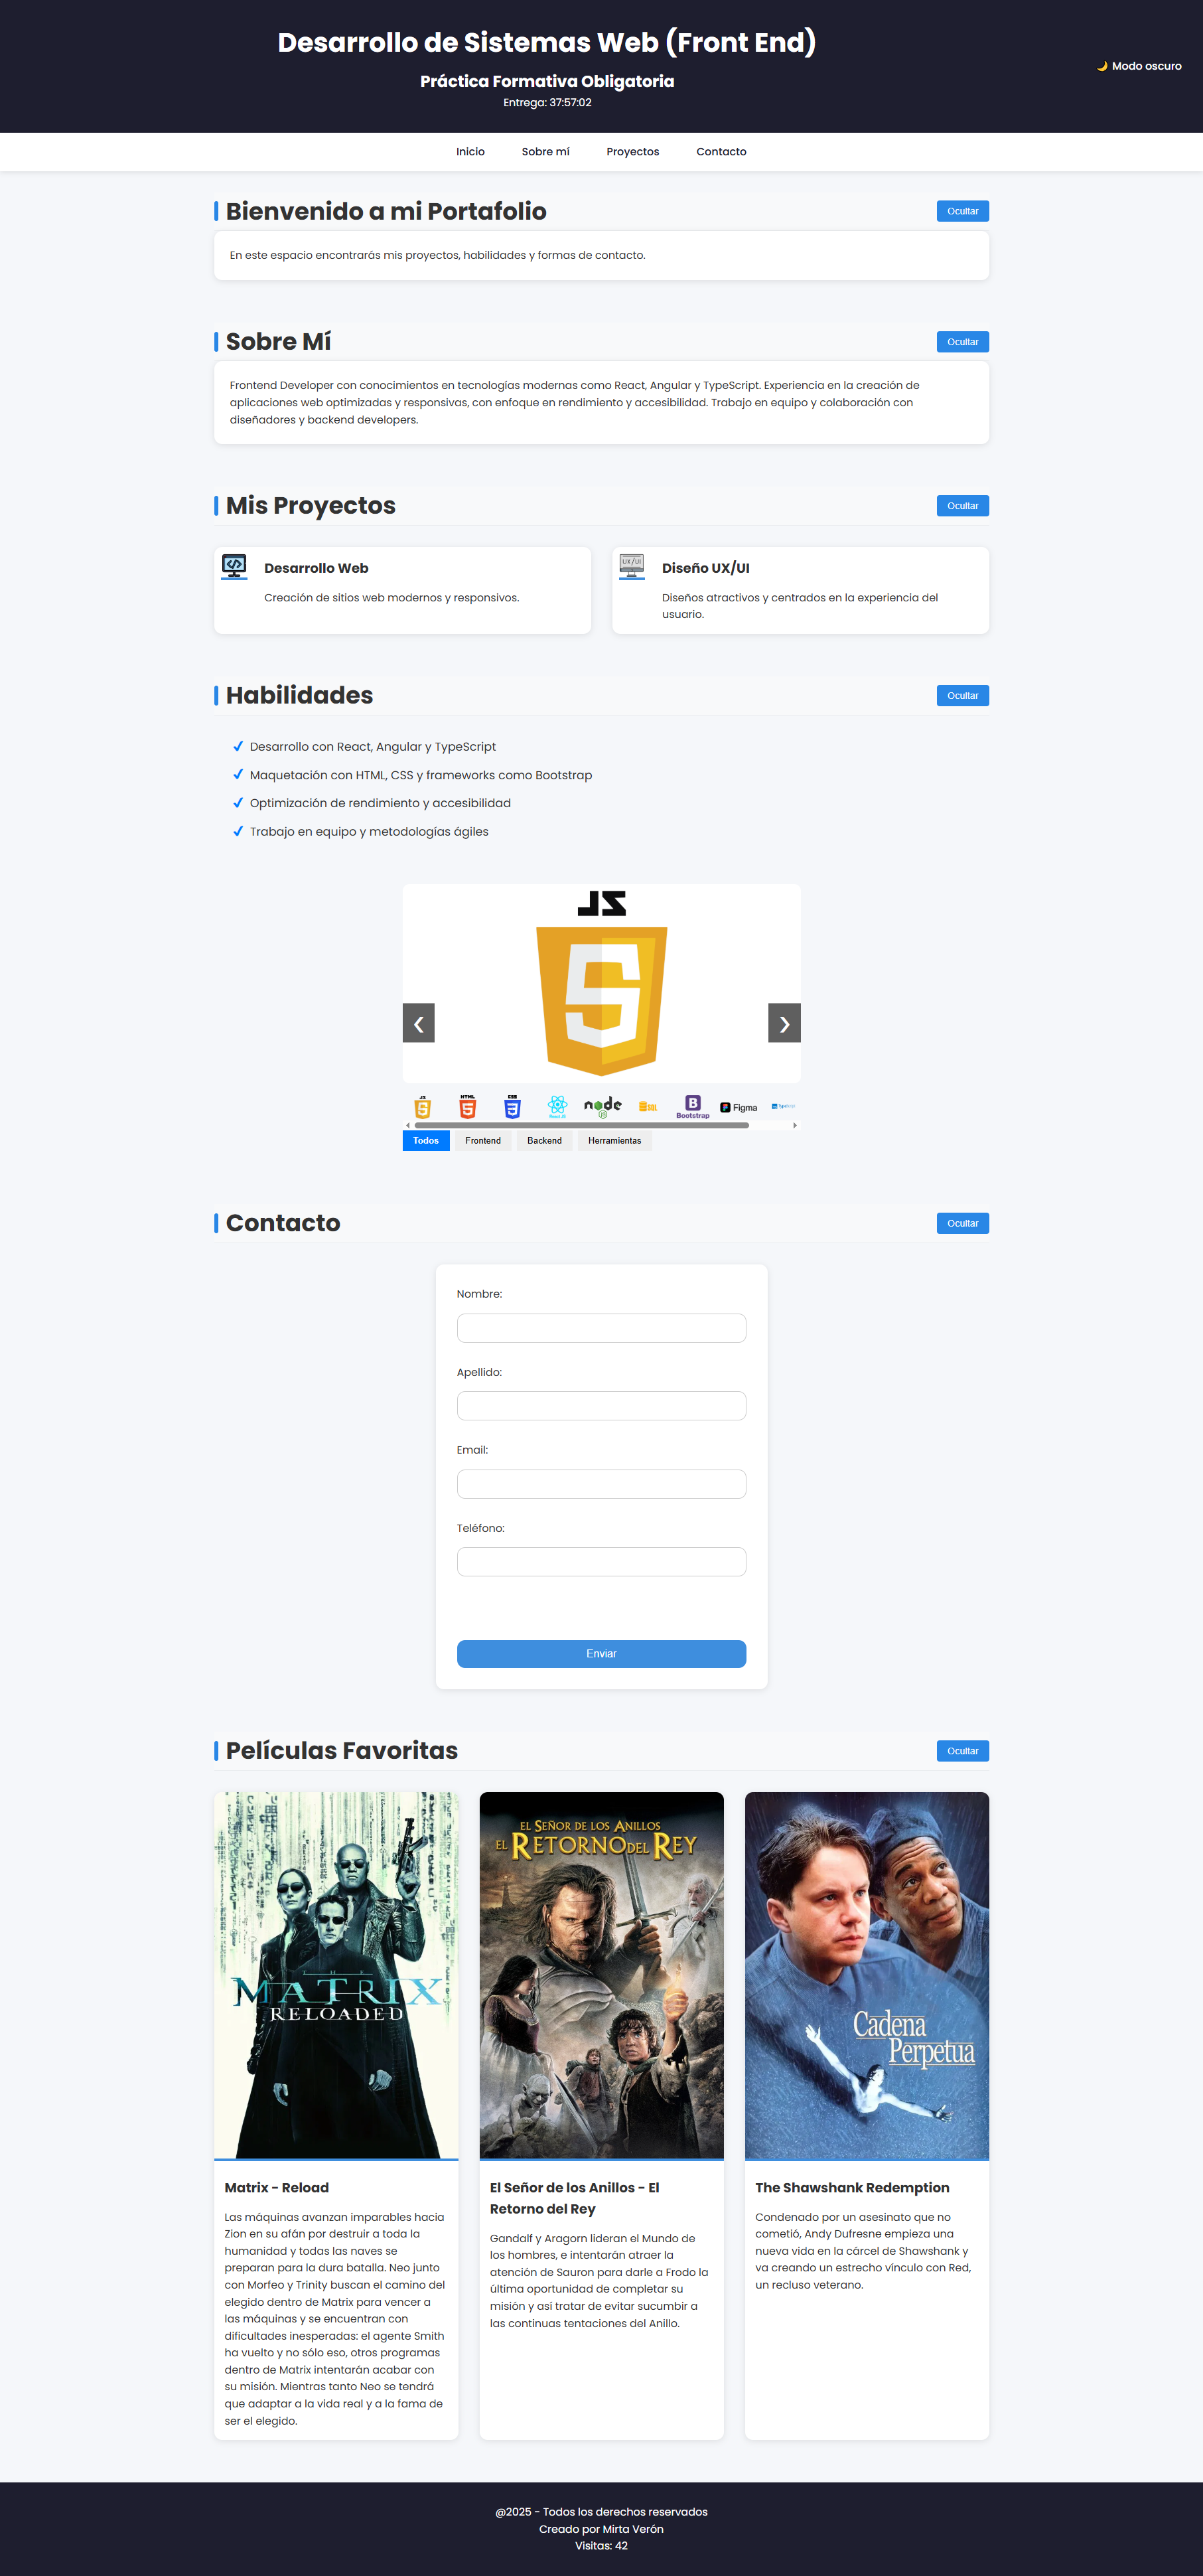 Desarrollo de Sistemas Web (Front End)
Práctica Formativa Obligatoria
Entrega: 37:57:02
🌙 Modo oscuro
Inicio
Sobre mí
Proyectos
Contacto
Bienvenido a mi Portafolio
Ocultar
En este espacio encontrarás mis proyectos, habilidades y formas de contacto.
Sobre Mí
Ocultar
Frontend Developer con conocimientos en tecnologías modernas como React, Angular y TypeScript. Experiencia en la creación de
aplicaciones web optimizadas y responsivas, con enfoque en rendimiento y accesibilidad. Trabajo en equipo y colaboración con
diseñadores y backend developers.
Mis Proyectos
Ocultar
Desarrollo Web
Creación de sitios web modernos y responsivos.
UX/UI
Diseño UX/UI
Diseños atractivos y centrados en la experiencia del
usuario.
Habilidades
Ocultar
✔ Desarrollo con React, Angular y TypeScript
✔ Maquetación con HTML, CSS y frameworks como Bootstrap
✔ Optimización de rendimiento y accesibilidad
✔ Trabajo en equipo y metodologías ágiles
JS
❮
❯
JS
HTML
CSS
React JS
node
JS
SQL
B
Bootstrap
Figma
TypeScript
Todos
Frontend
Backend
Herramientas
Contacto
Ocultar
Nombre:
Apellido:
Email:
Teléfono:
Enviar
Películas Favoritas
Ocultar
THE
MATRIX
RELOADED
EL SEÑOR DE LOS ANILLOS
EL RETORNO DEL REY
Cadena
Perpetua
Matrix - Reload
Las máquinas avanzan imparables hacia
Zion en su afán por destruir a toda la
humanidad y todas las naves se
preparan para la dura batalla. Neo junto
con Morfeo y Trinity buscan el camino del
elegido dentro de Matrix para vencer a
las máquinas y se encuentran con
dificultades inesperadas: el agente Smith
ha vuelto y no sólo eso, otros programas
dentro de Matrix intentarán acabar con
su misión. Mientras tanto Neo se tendrá
que adaptar a la vida real y a la fama de
ser el elegido.
El Señor de los Anillos - El
Retorno del Rey
Gandalf y Aragorn lideran el Mundo de
los hombres, e intentarán atraer la
atención de Sauron para darle a Frodo la
última oportunidad de completar su
misión y así tratar de evitar sucumbir a
las continuas tentaciones del Anillo.
The Shawshank Redemption
Condenado por un asesinato que no
cometió, Andy Dufresne empieza una
nueva vida en la cárcel de Shawshank y
va creando un estrecho vínculo con Red,
un recluso veterano.
@2025 - Todos los derechos reservados
Creado por Mirta Verón
Visitas: 42